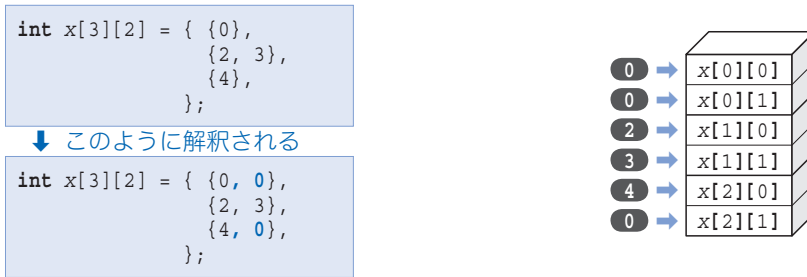 int x[3][2] = { {0},
{2, 3},
{4},
};
⬇ このように解釈される
int x[3][2] = { {0, 0},
{2, 3},
{4, 0},
};
0 ➡ x[0][0]
0 ➡ x[0][1]
2 ➡ x[1][0]
3 ➡ x[1][1]
4 ➡ x[2][0]
0 ➡ x[2][1]